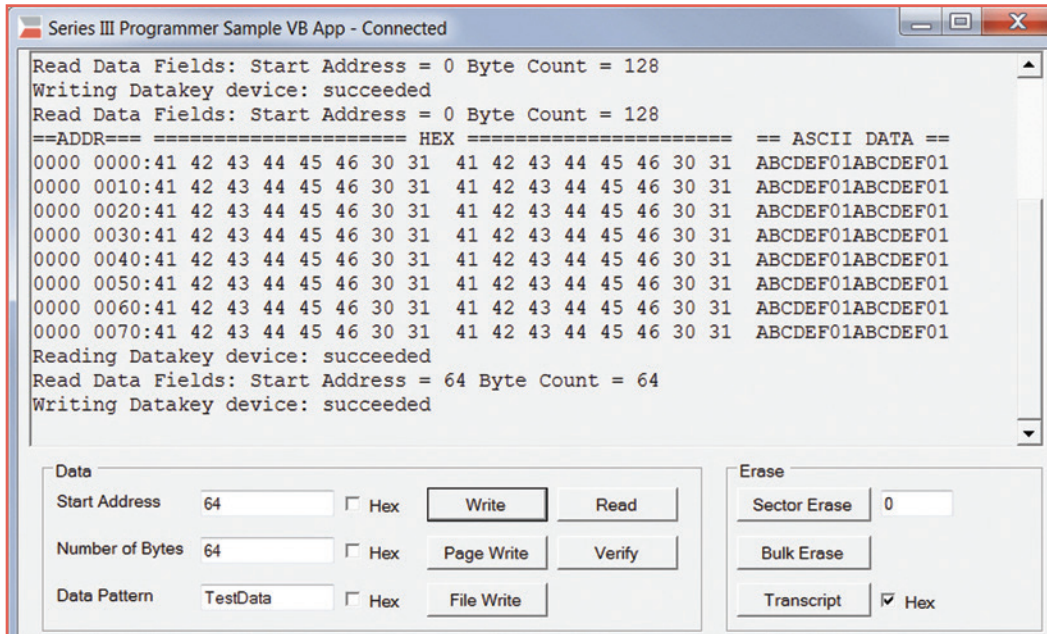 Series III Programmer Sample VB App - Connected
Read Data Fields: Start Address = 0 Byte Count = 128
Writing Datakey device: succeeded
Read Data Fields: Start Address = 0 Byte Count = 128
==ADDR=== ===================== HEX ======================  == ASCII DATA ==
0000 0000:41 42 43 44 45 46 30 31  41 42 43 44 45 46 30 31  ABCDEF01ABCDEF01
0000 0010:41 42 43 44 45 46 30 31  41 42 43 44 45 46 30 31  ABCDEF01ABCDEF01
0000 0020:41 42 43 44 45 46 30 31  41 42 43 44 45 46 30 31  ABCDEF01ABCDEF01
0000 0030:41 42 43 44 45 46 30 31  41 42 43 44 45 46 30 31  ABCDEF01ABCDEF01
0000 0040:41 42 43 44 45 46 30 31  41 42 43 44 45 46 30 31  ABCDEF01ABCDEF01
0000 0050:41 42 43 44 45 46 30 31  41 42 43 44 45 46 30 31  ABCDEF01ABCDEF01
0000 0060:41 42 43 44 45 46 30 31  41 42 43 44 45 46 30 31  ABCDEF01ABCDEF01
0000 0070:41 42 43 44 45 46 30 31  41 42 43 44 45 46 30 31  ABCDEF01ABCDEF01
Reading Datakey device: succeeded
Read Data Fields: Start Address = 64 Byte Count = 64
Writing Datakey device: succeeded
Data
Start Address 64 Hex Write Read
Number of Bytes 64 Hex Page Write Verify
Data Pattern TestData Hex File Write
Erase
Sector Erase 0
Bulk Erase
Transcript Hex